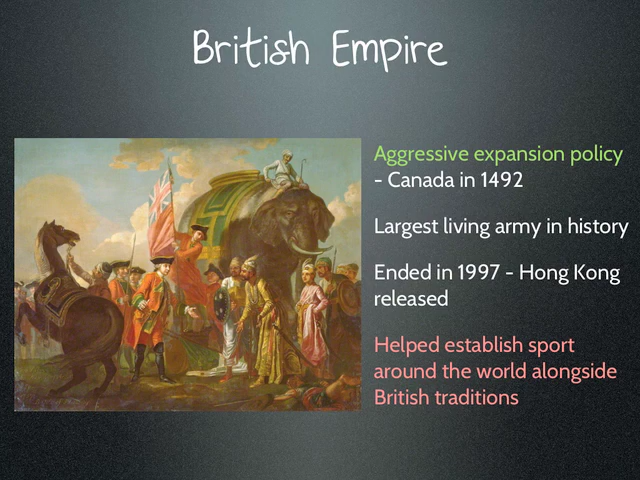 British Empire
Aggressive expansion policy
- Canada in 1492
Largest living army in history
Ended in 1997 - Hong Kong
released
Helped establish sport
around the world alongside
British traditions